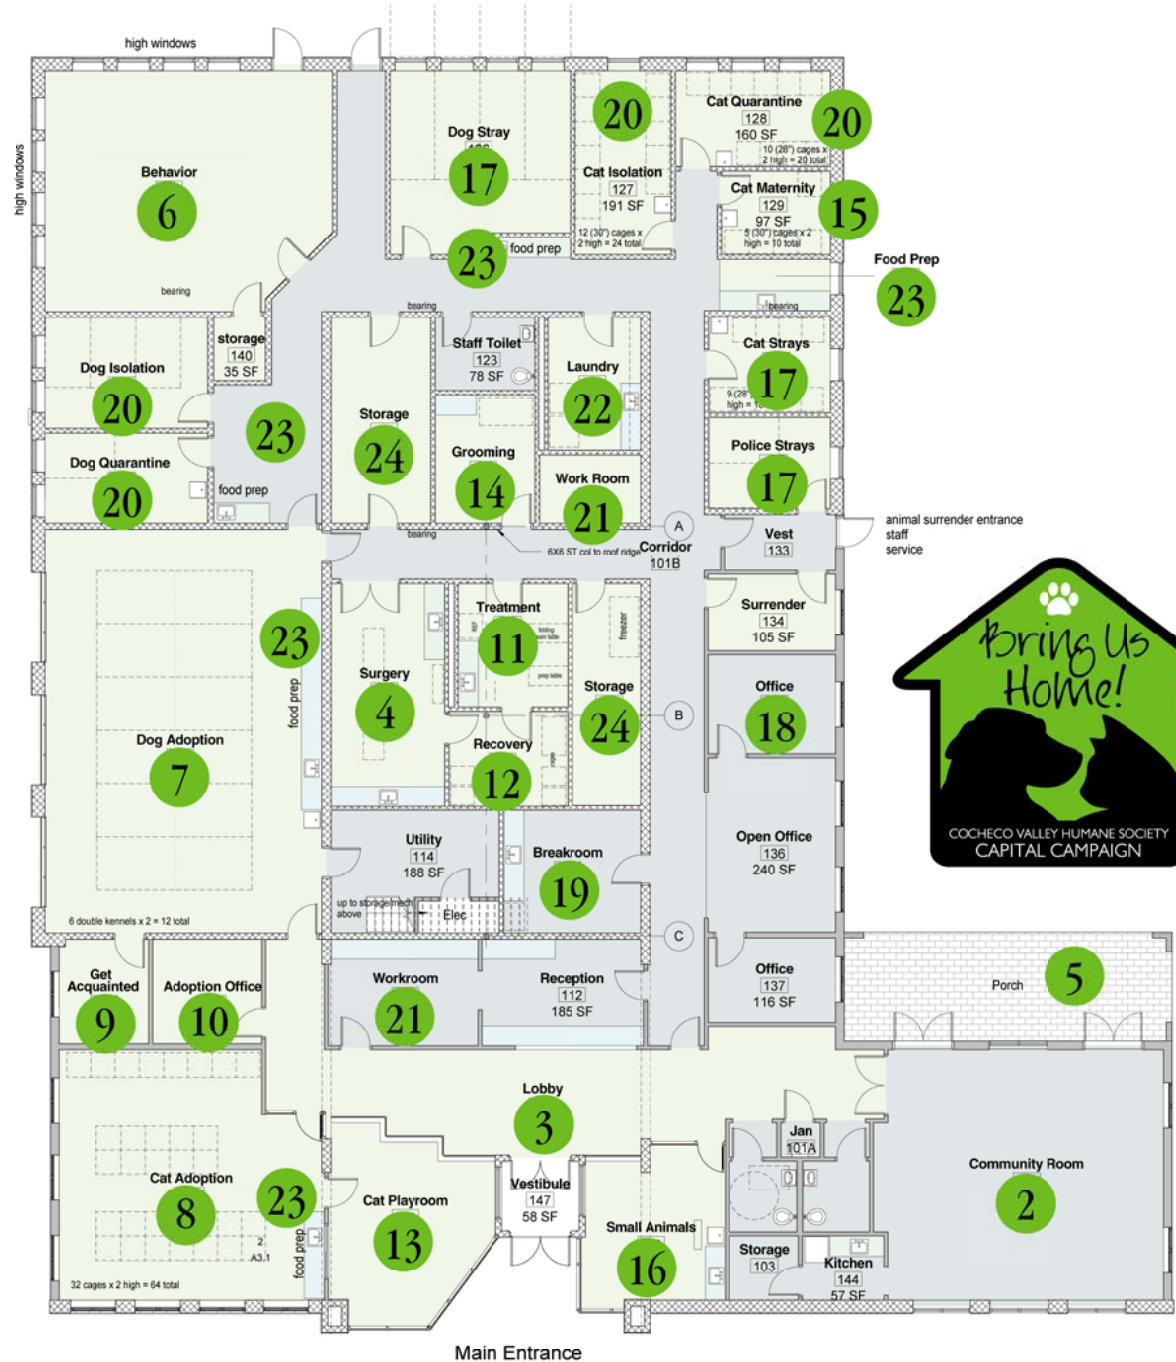 high windows
high windows
Behavior
6
bearing
Dog Stray
17
23
food prep
20
Cat Isolation
127
191 SF
12 (30") cages x
2 high = 24 total
Cat Quarantine
128
160 SF
20
10 (28") cages x
2 high = 20 total
Cat Maternity
129
97 SF
15
5 (30") cages x 2
high = 10 total
Food Prep
23
bearing
bearing
storage
140
35 SF
Dog Isolation
20
Dog Quarantine
20
23
food prep
Storage
24
Staff Toilet
123
78 SF
Grooming
14
Laundry
22
Work Room
21
Cat Strays
17
Police Strays
17
bearing
6X6 ST col to roof ridge
Corridor
101B
A
Vest
133
animal surrender entrance
staff
service
Surrender
134
105 SF
Treatment
11
REF
prep table
freezer
Storage
24
Surgery
4
Recovery
12
cages
B
Office
18
Dog Adoption
7
23
food prep
6 double kennels x 2 = 12 total
Utility
114
188 SF
up to storage/mech
above
Elec
Breakroom
19
Open Office
136
240 SF
C
Office
137
116 SF
Bring Us
Home!
COCHECO VALLEY HUMANE SOCIETY
CAPITAL CAMPAIGN
Get
Acquainted
9
Adoption Office
10
Workroom
21
Reception
112
185 SF
Porch
5
Lobby
3
Jan
101A
Community Room
2
Cat Adoption
8
23
food prep
2
A3.1
32 cages x 2 high = 64 total
Cat Playroom
13
Vestibule
147
58 SF
Small Animals
16
Storage
103
Kitchen
144
57 SF
Main Entrance